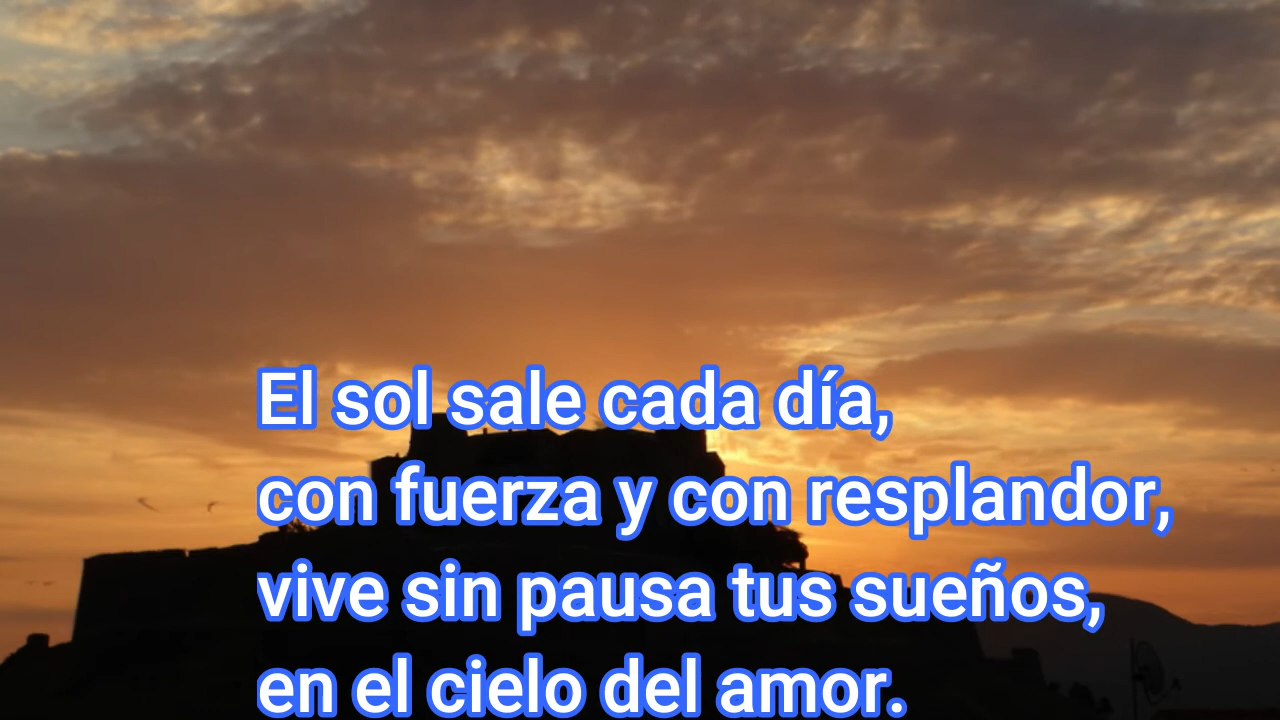 El sol sale cada día,
con fuerza y con resplandor,
vive sin pausa tus sueños,
en el cielo del amor.